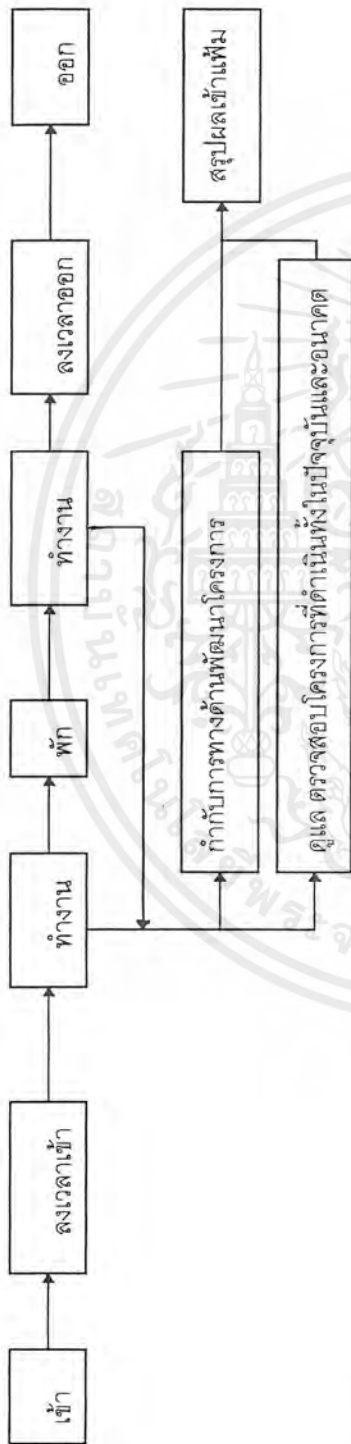 เข้า
ลงเวลาเข้า
ทำงาน
พัก
ทำงาน
ลงเวลาออก
ออก
กำกับการทางด้านพัฒนาโครงการ
สรุปผลเข้าแฟ้ม
ดูแล ตรวจสอบโครงการที่ดำเนินทั้งในปัจจุบันและอนาคต